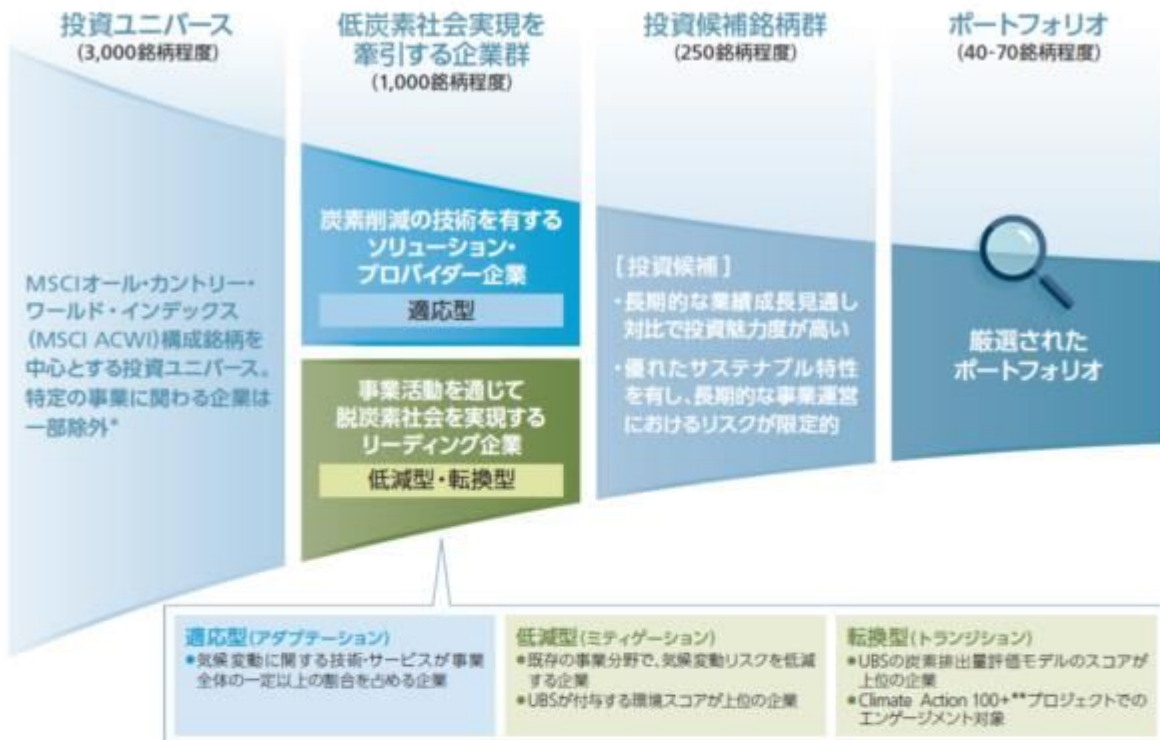 投資ユニバース
(3,000銘柄程度)
MSCIオール・カントリー・
ワールド・インデックス
(MSCI ACWI)構成銘柄を
中心とする投資ユニバース。
特定の事業に関わる企業は
一部除外*
低炭素社会実現を
牽引する企業群
(1,000銘柄程度)
炭素削減の技術を有する
ソリューション・
プロバイダー企業
適応型
事業活動を通じて
脱炭素社会を実現する
リーディング企業
低減型・転換型
投資候補銘柄群
(250銘柄程度)
[投資候補]
・長期的な業績成長見通し
対比で投資魅力度が高い
・優れたサステナブル特性
を有し、長期的な事業運営
におけるリスクが限定的
ポートフォリオ
(40-70銘柄程度)
厳選された
ポートフォリオ
適応型(アダプテーション)
●気候変動に関する技術・サービスが事業
全体の一定以上の割合を占める企業
低減型(ミティゲーション)
●既存の事業分野で、気候変動リスクを低減
する企業
●UBSが付与する環境スコアが上位の企業
転換型(トランジション)
●UBSの炭素排出量評価モデルのスコアが
上位の企業
●Climate Action 100+**プロジェクトでの
エンゲージメント対象